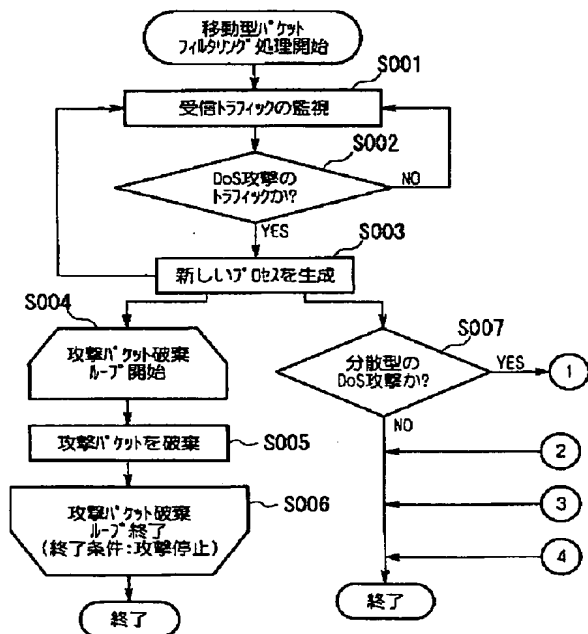 移動型パケット
フィルタリング処理開始
S001
受信トラフィックの監視
S002
DoS攻撃の
トラフィックか?
NO
YES
S003
新しいプロセスを生成
S004
攻撃パケット破棄
ループ開始
S007
分散型の
DoS攻撃か?
YES
1
NO
攻撃パケットを破棄
S005
2
S006
攻撃パケット破棄
ループ終了
(終了条件:攻撃停止)
3
4
終了
終了